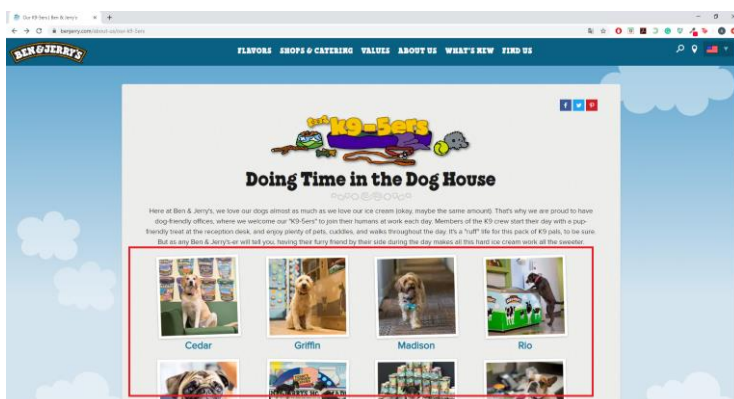 Our K9-5ers | Ben & Jerry's
benjerry.com/about-us/our-k9-5ers
BEN & JERRY'S
FLAVORS SHOPS & CATERING VALUES ABOUT US WHAT'S NEW FIND US
K9-5ers
Doing Time in the Dog House
Here at Ben & Jerry's, we love our dogs almost as much as we love our ice cream (okay, maybe the same amount). That's why we are proud to have
dog-friendly offices, where we welcome our "K9-5ers" to join their humans at work each day. Members of the K9 crew start their day with a pup-
friendly treat at the reception desk, and enjoy plenty of pets, cuddles, and walks throughout the day. It's a "ruff" life for this pack of K9 pals, to be sure.
But as any Ben & Jerry's-er will tell you, having their furry friend by their side during the day makes all this hard ice cream work all the sweeter.
Cedar Griffin Madison Rio